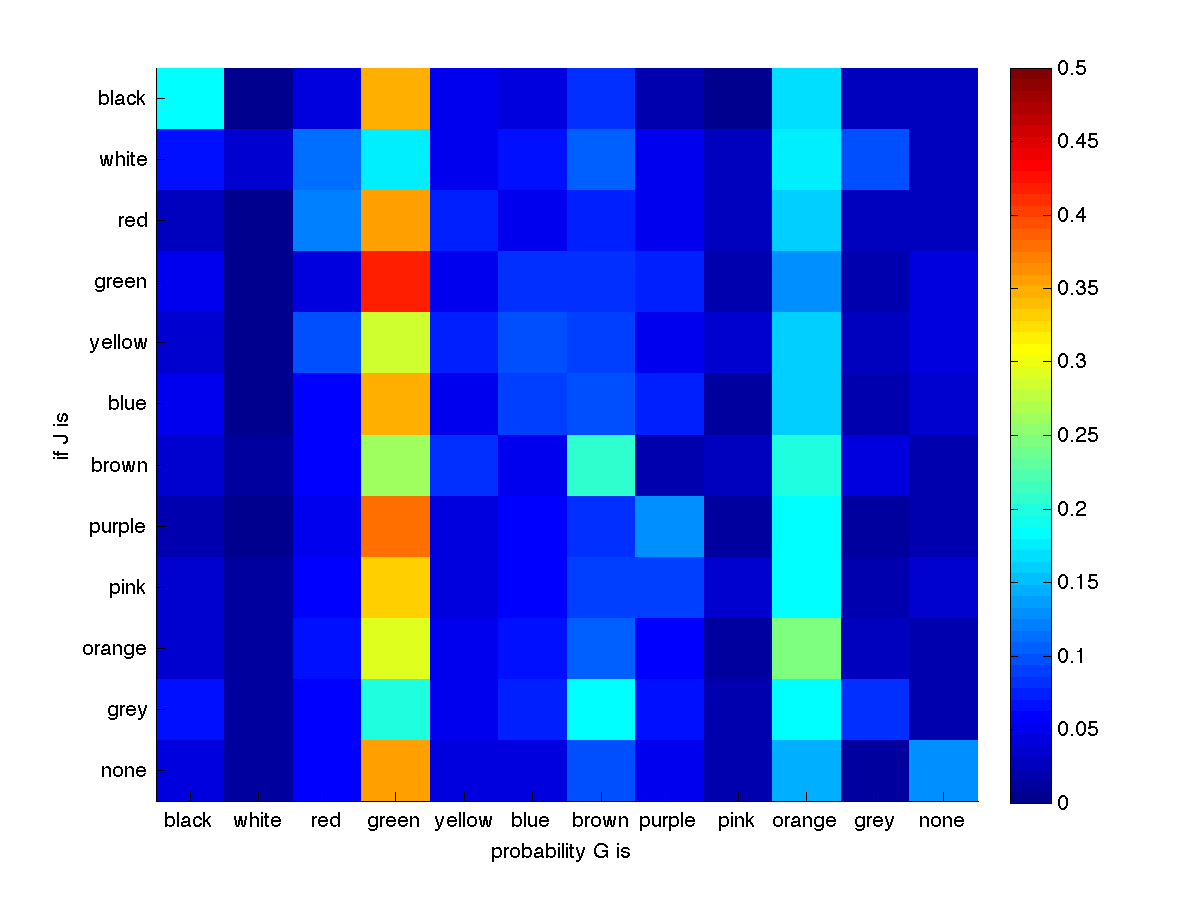 black
white
red
green
yellow
blue
brown
purple
pink
orange
grey
none
if J is
black white red green yellow blue brown purple pink orange grey none
probability G is
0.5
0.45
0.4
0.35
0.3
0.25
0.2
0.15
0.1
0.05
0